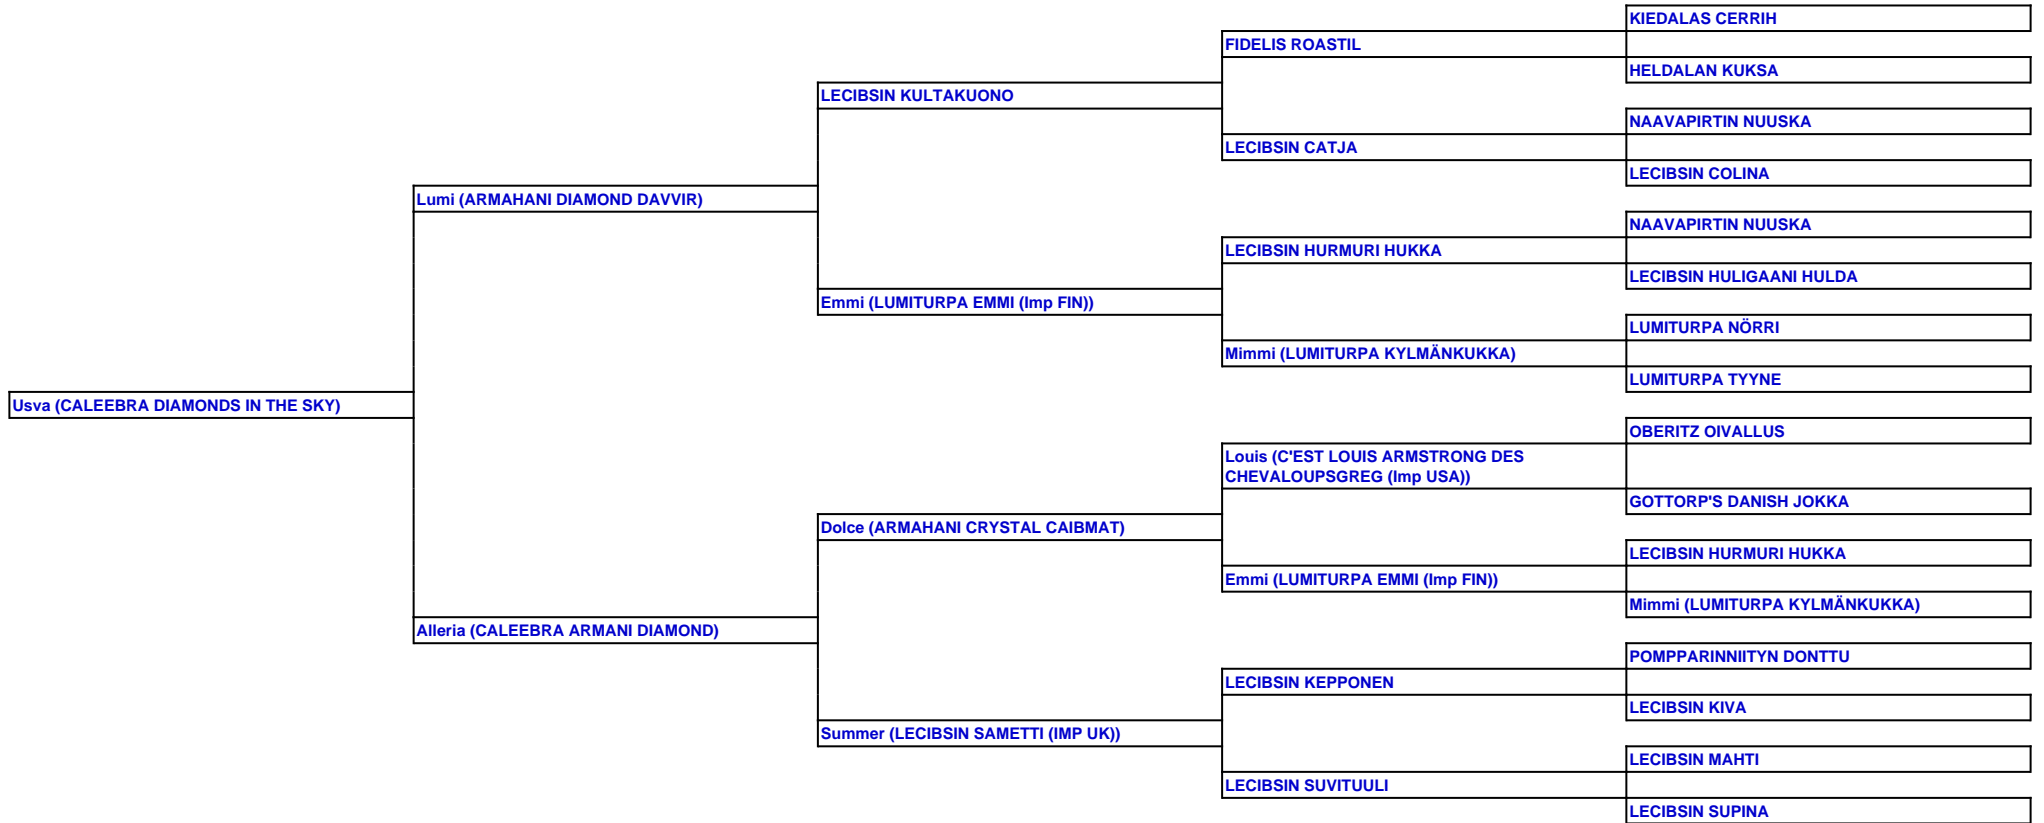 KIEDALAS CERRIH
FIDELIS ROASTIL
HELDALAN KUKSA
LECIBSIN KULTAKUONO
NAAVAPIRTIN NUUSKA
LECIBSIN CATJA
LECIBSIN COLINA
Lumi (ARMAHANI DIAMOND DAVVIR)
NAAVAPIRTIN NUUSKA
LECIBSIN HURMURI HUKKA
LECIBSIN HULIGAANI HULDA
Emmi (LUMITURPA EMMI (Imp FIN))
LUMITURPA NÖRRI
Mimmi (LUMITURPA KYLMÄNKUKKA)
LUMITURPA TYYNE
Usva (CALEEBRA DIAMONDS IN THE SKY)
OBERITZ OIVALLUS
Louis (C'EST LOUIS ARMSTRONG DES
CHEVALOUPSGREG (Imp USA))
GOTTORP'S DANISH JOKKA
Dolce (ARMAHANI CRYSTAL CAIBMAT)
LECIBSIN HURMURI HUKKA
Emmi (LUMITURPA EMMI (Imp FIN))
Mimmi (LUMITURPA KYLMÄNKUKKA)
Alleria (CALEEBRA ARMANI DIAMOND)
POMPPARINNIITYN DONTTU
LECIBSIN KEPPONEN
LECIBSIN KIVA
Summer (LECIBSIN SAMETTI (IMP UK))
LECIBSIN MAHTI
LECIBSIN SUVITUULI
LECIBSIN SUPINA